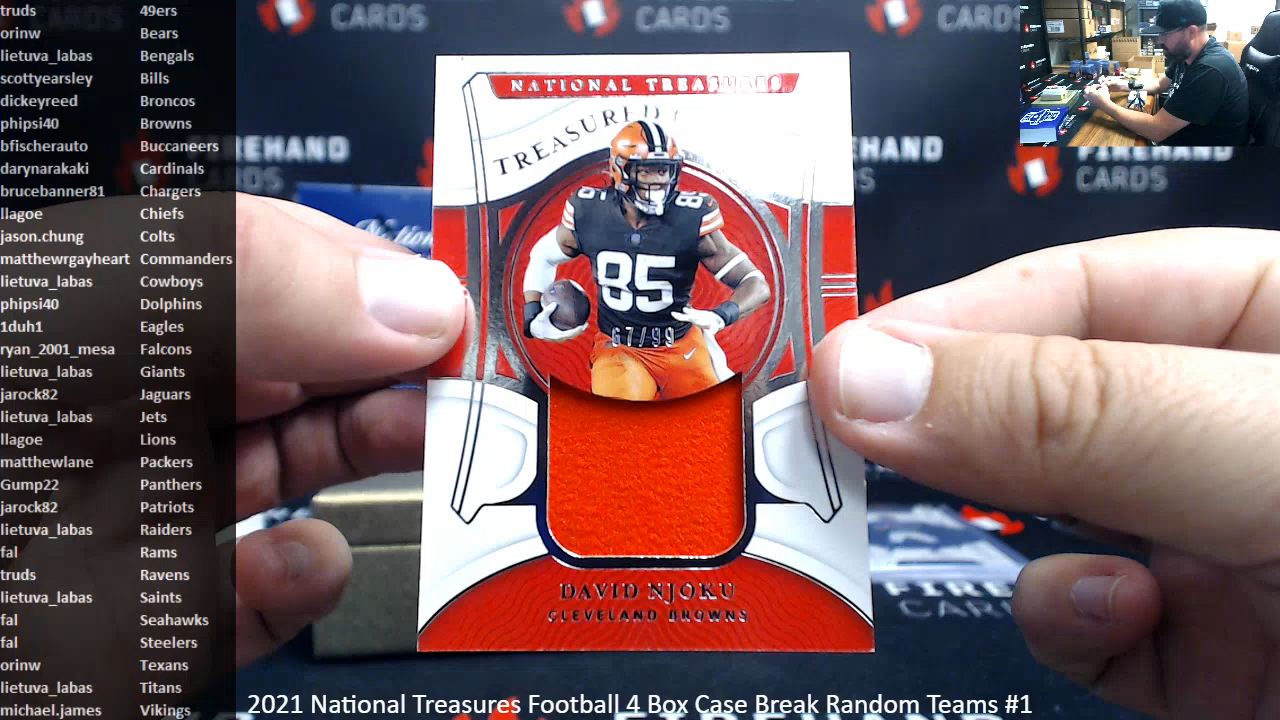 truds 49ers
orinw Bears
lietuva_labas Bengals
scottyearsley Bills
dickeyreed Broncos
phipsi40 Browns
bfischerauto Buccaneers
darynarakaki Cardinals
brucebanner81 Chargers
llagoe Chiefs
jason.chung Colts
matthewrgayheart Commanders
lietuva_labas Cowboys
phipsi40 Dolphins
1duh1 Eagles
ryan_2001_mesa Falcons
lietuva_labas Giants
jarock82 Jaguars
lietuva_labas Jets
llagoe Lions
matthewlane Packers
Gump22 Panthers
jarock82 Patriots
lietuva_labas Raiders
fal Rams
truds Ravens
lietuva_labas Saints
fal Seahawks
fal Steelers
orinw Texans
lietuva_labas Titans
michael.james Vikings
CARDS
CARDS
CARDS
FIREHAND
CARDS
FIREHAND
CARDS
NATIONAL TREASURES
TREASURED
85
85
67/99
DAVID NJOKU
CLEVELAND BROWNS
2021 National Treasures Football 4 Box Case Break Random Teams #1